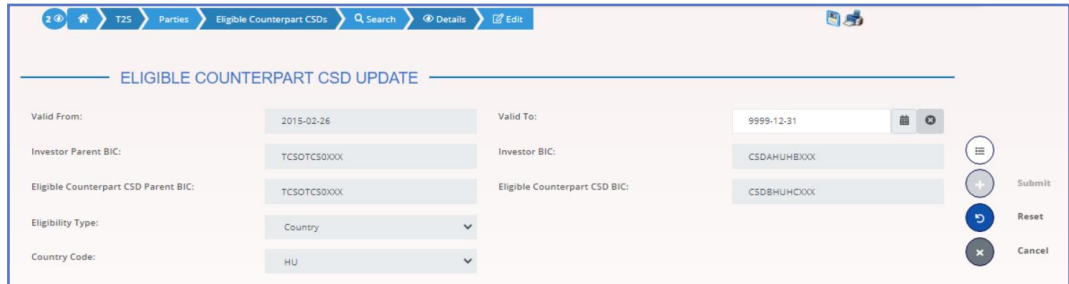 2 T2S Parties Eligible Counterpart CSDs Search Details Edit
ELIGIBLE COUNTERPART CSD UPDATE
Valid From: 2015-02-26 Valid To: 9999-12-31
Investor Parent BIC: TCSOTCS0XXX Investor BIC: CSDAHUHBXXX
Eligible Counterpart CSD Parent BIC: TCSOTCS0XXX Eligible Counterpart CSD BIC: CSDBHUHCXXX
Submit
Eligibility Type: Country
Reset
Country Code: HU
Cancel